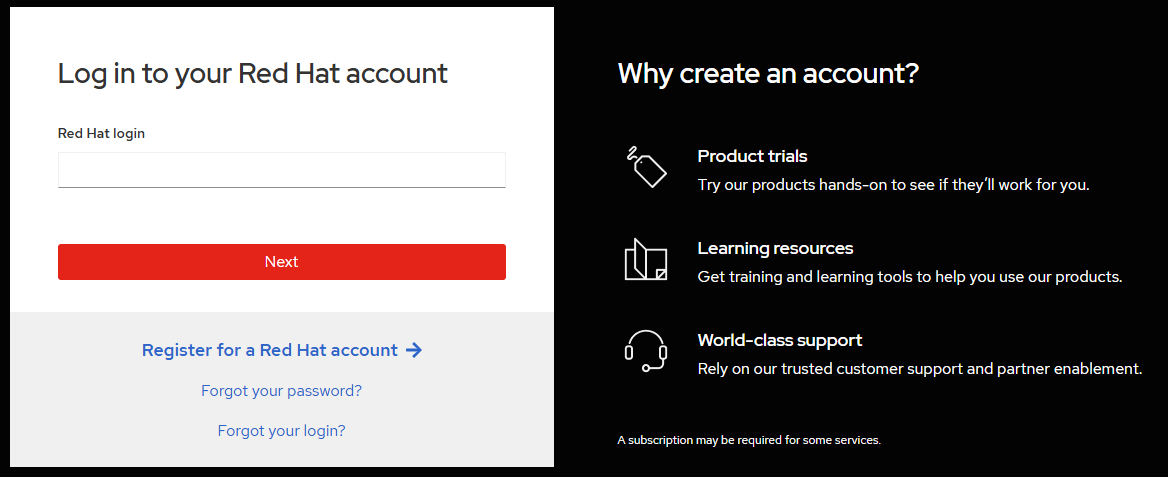 Log in to your Red Hat account
Red Hat login
Next
Register for a Red Hat account
Forgot your password?
Forgot your login?
Why create an account?
Product trials
Try our products hands-on to see if they’ll work for you.
Learning resources
Get training and learning tools to help you use our products.
World-class support
Rely on our trusted customer support and partner enablement.
A subscription may be required for some services.